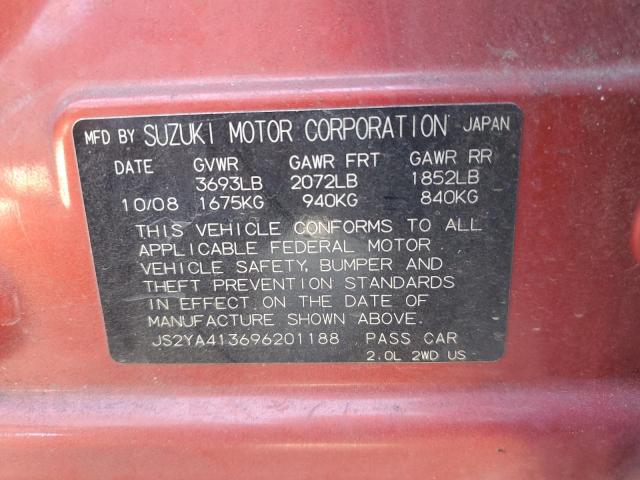 MFD BY SUZUKI MOTOR CORPORATION JAPAN
DATE GVWR GAWR FRT GAWR RR
3693LB 2072LB 1852LB
10/08 1675KG 940KG 840KG
THIS VEHICLE CONFORMS TO ALL
APPLICABLE FEDERAL MOTOR
VEHICLE SAFETY, BUMPER AND
THEFT PREVENTION STANDARDS
IN EFFECT ON THE DATE OF
MANUFACTURE SHOWN ABOVE.
JS2YA413696201188 PASS CAR
2.0L 2WD US